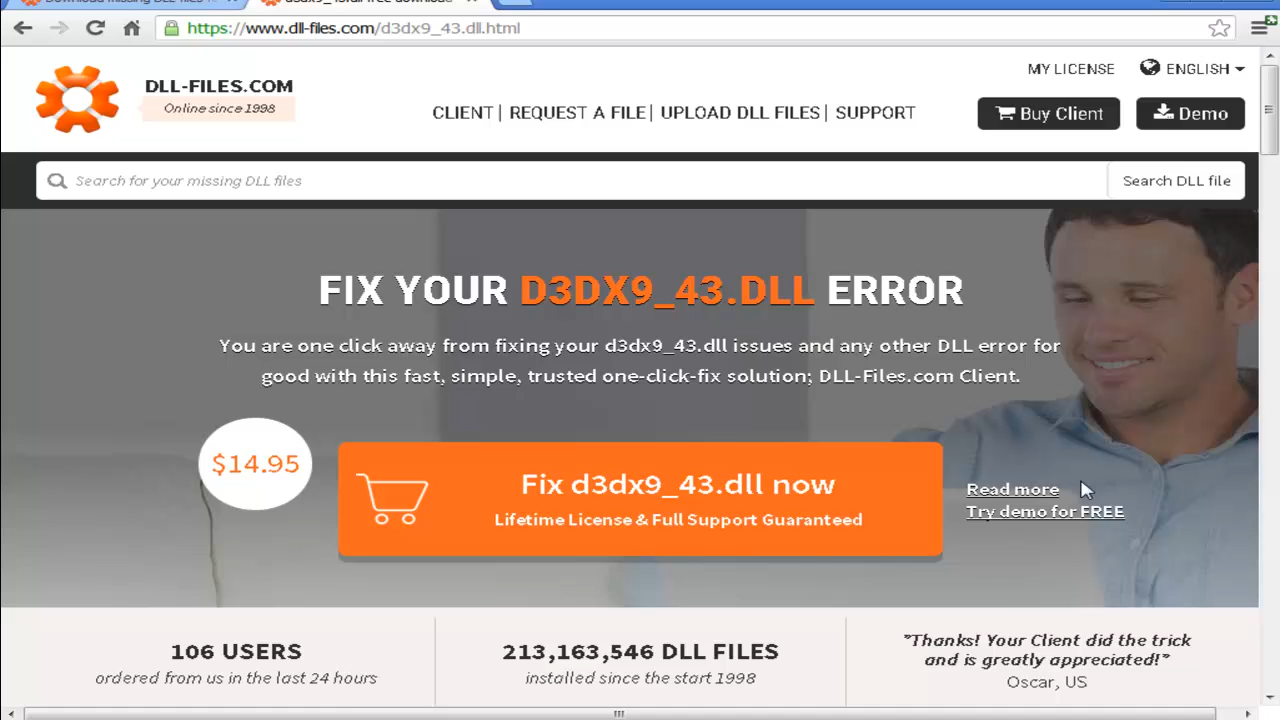 https://www.dll-files.com/d3dx9_43.dll.html
MY LICENSE
ENGLISH
DLL-FILES.COM
Online since 1998
CLIENT| REQUEST A FILE| UPLOAD DLL FILES| SUPPORT
Buy Client
Demo
Search for your missing DLL files
Search DLL file
FIX YOUR D3DX9_43.DLL ERROR
You are one click away from fixing your d3dx9_43.dll issues and any other DLL error for
good with this fast, simple, trusted one-click-fix solution; DLL-Files.com Client.
$14.95
Fix d3dx9_43.dll now
Lifetime License & Full Support Guaranteed
Read more
Try demo for FREE
106 USERS
ordered from us in the last 24 hours
213,163,546 DLL FILES
installed since the start 1998
"Thanks! Your Client did the trick
and is greatly appreciated!"
Oscar, US